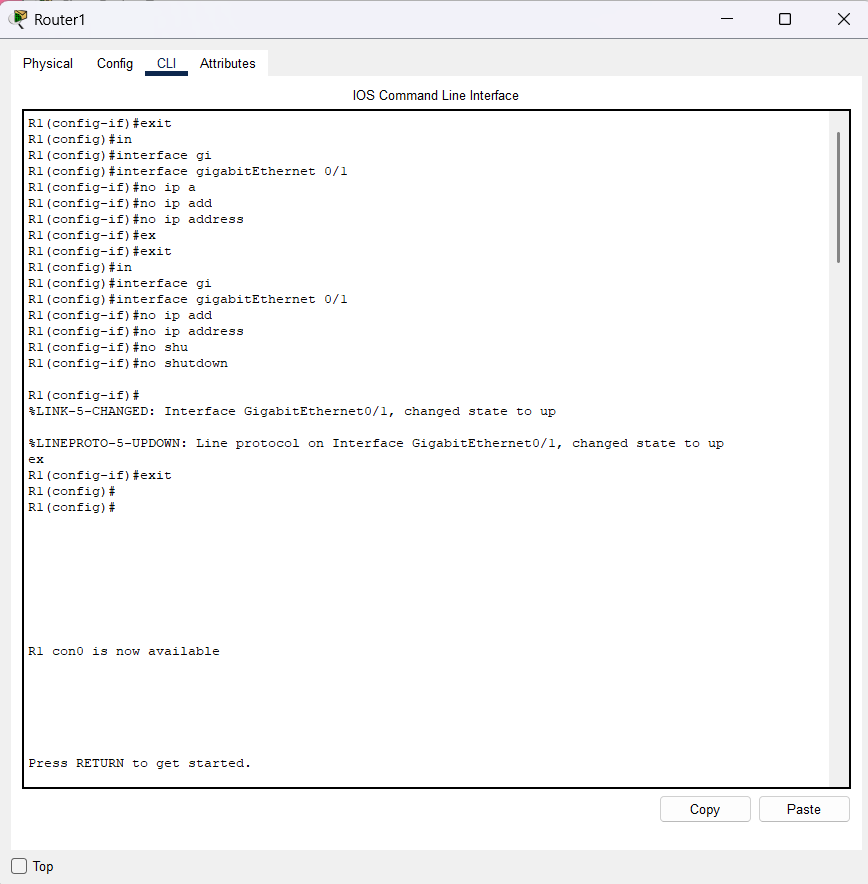 Router1
Physical Config CLI Attributes
IOS Command Line Interface
R1(config-if)#exit
R1(config)#in
R1(config)#interface gi
R1(config)#interface gigabitEthernet 0/1
R1(config-if)#no ip a
R1(config-if)#no ip add
R1(config-if)#no ip address
R1(config-if)#ex
R1(config-if)#exit
R1(config)#in
R1(config)#interface gi
R1(config)#interface gigabitEthernet 0/1
R1(config-if)#no ip add
R1(config-if)#no ip address
R1(config-if)#no shu
R1(config-if)#no shutdown
R1(config-if)#
%LINK-5-CHANGED: Interface GigabitEthernet0/1, changed state to up
%LINEPROTO-5-UPDOWN: Line protocol on Interface GigabitEthernet0/1, changed state to up
ex
R1(config-if)#exit
R1(config)#
R1(config)#
R1 con0 is now available
Press RETURN to get started.
Copy Paste
Top